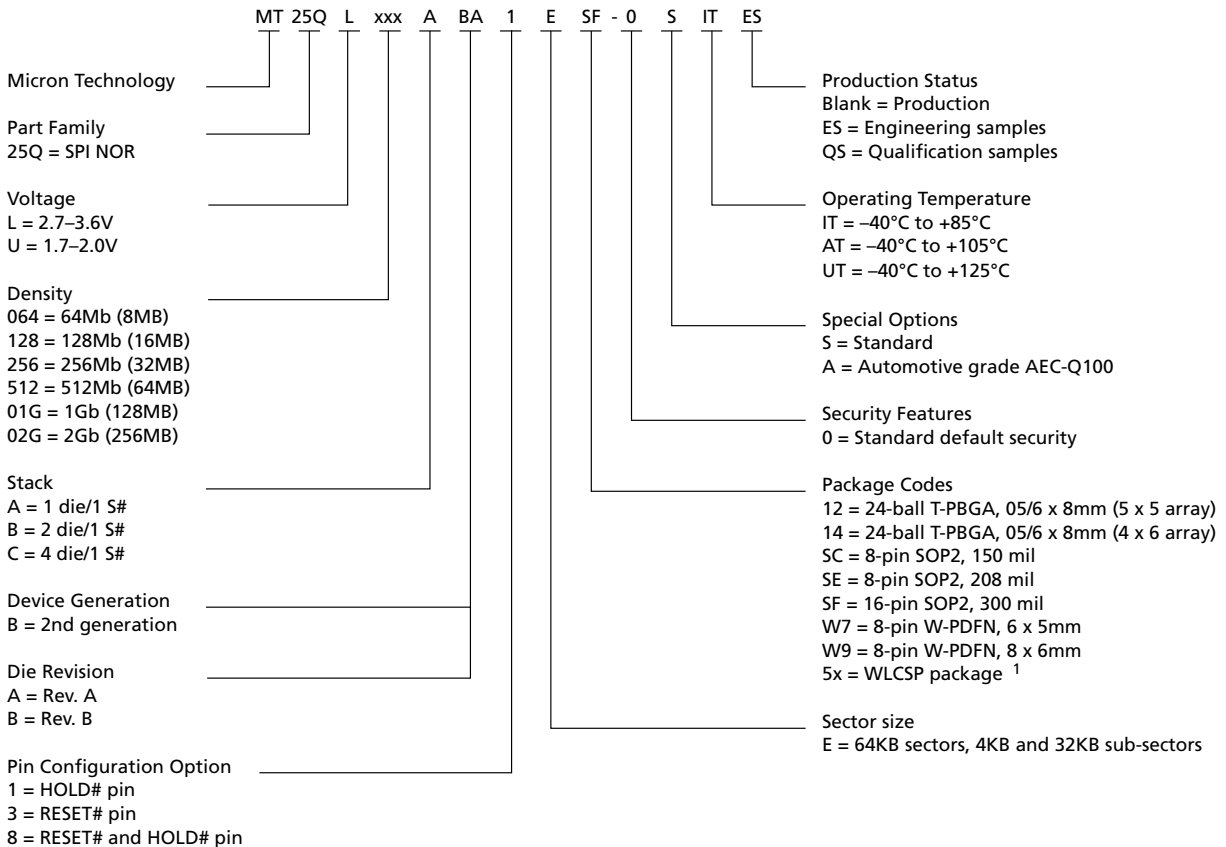 MT 25Q L xxx A BA 1 E SF - 0 S IT ES
Micron Technology
Part Family
25Q = SPI NOR
Voltage
L = 2.7–3.6V
U = 1.7–2.0V
Density
064 = 64Mb (8MB)
128 = 128Mb (16MB)
256 = 256Mb (32MB)
512 = 512Mb (64MB)
01G = 1Gb (128MB)
02G = 2Gb (256MB)
Stack
A = 1 die/1 S#
B = 2 die/1 S#
C = 4 die/1 S#
Device Generation
B = 2nd generation
Die Revision
A = Rev. A
B = Rev. B
Pin Configuration Option
1 = HOLD# pin
3 = RESET# pin
8 = RESET# and HOLD# pin
Production Status
Blank = Production
ES = Engineering samples
QS = Qualification samples
Operating Temperature
IT = –40°C to +85°C
AT = –40°C to +105°C
UT = –40°C to +125°C
Special Options
S = Standard
A = Automotive grade AEC-Q100
Security Features
0 = Standard default security
Package Codes
12 = 24-ball T-PBGA, 05/6 x 8mm (5 x 5 array)
14 = 24-ball T-PBGA, 05/6 x 8mm (4 x 6 array)
SC = 8-pin SOP2, 150 mil
SE = 8-pin SOP2, 208 mil
SF = 16-pin SOP2, 300 mil
W7 = 8-pin W-PDFN, 6 x 5mm
W9 = 8-pin W-PDFN, 8 x 6mm
5x = WLCSP package 1
Sector size
E = 64KB sectors, 4KB and 32KB sub-sectors